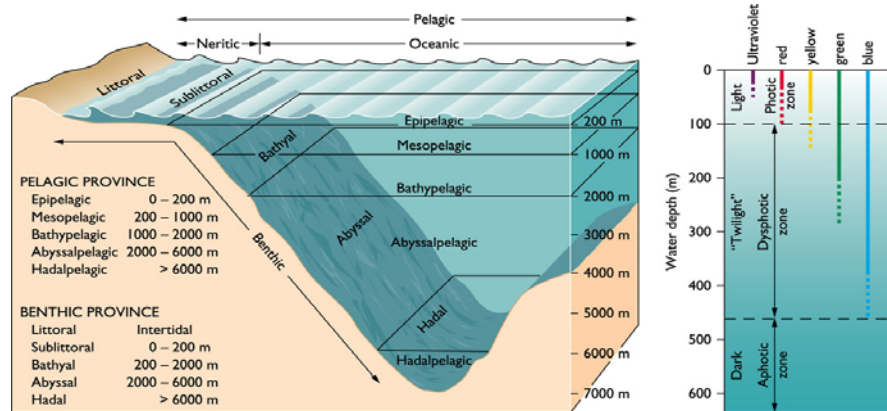 Pelagic
Neritic
Oceanic
Littoral
Sublittoral
Epipelagic
200 m
Bathyal
Mesopelagic
1000 m
Bathypelagic
2000 m
Abyssal
Abyssalpelagic
3000 m
4000 m
Benthic
5000 m
Hadal
Hadalpelagic
6000 m
7000 m
PELAGIC PROVINCE
Epipelagic 0 – 200 m
Mesopelagic 200 – 1000 m
Bathypelagic 1000 – 2000 m
Abyssalpelagic 2000 – 6000 m
Hadalpelagic > 6000 m
BENTHIC PROVINCE
Littoral Intertidal
Sublittoral 0 – 200 m
Bathyal 200 – 2000 m
Abyssal 2000 – 6000 m
Hadal > 6000 m
Ultraviolet
red
yellow
green
blue
Water depth (m)
0
100
200
300
400
500
600
Light
Photic
zone
"Twilight"
Dysphotic
zone
Dark
Aphotic
zone